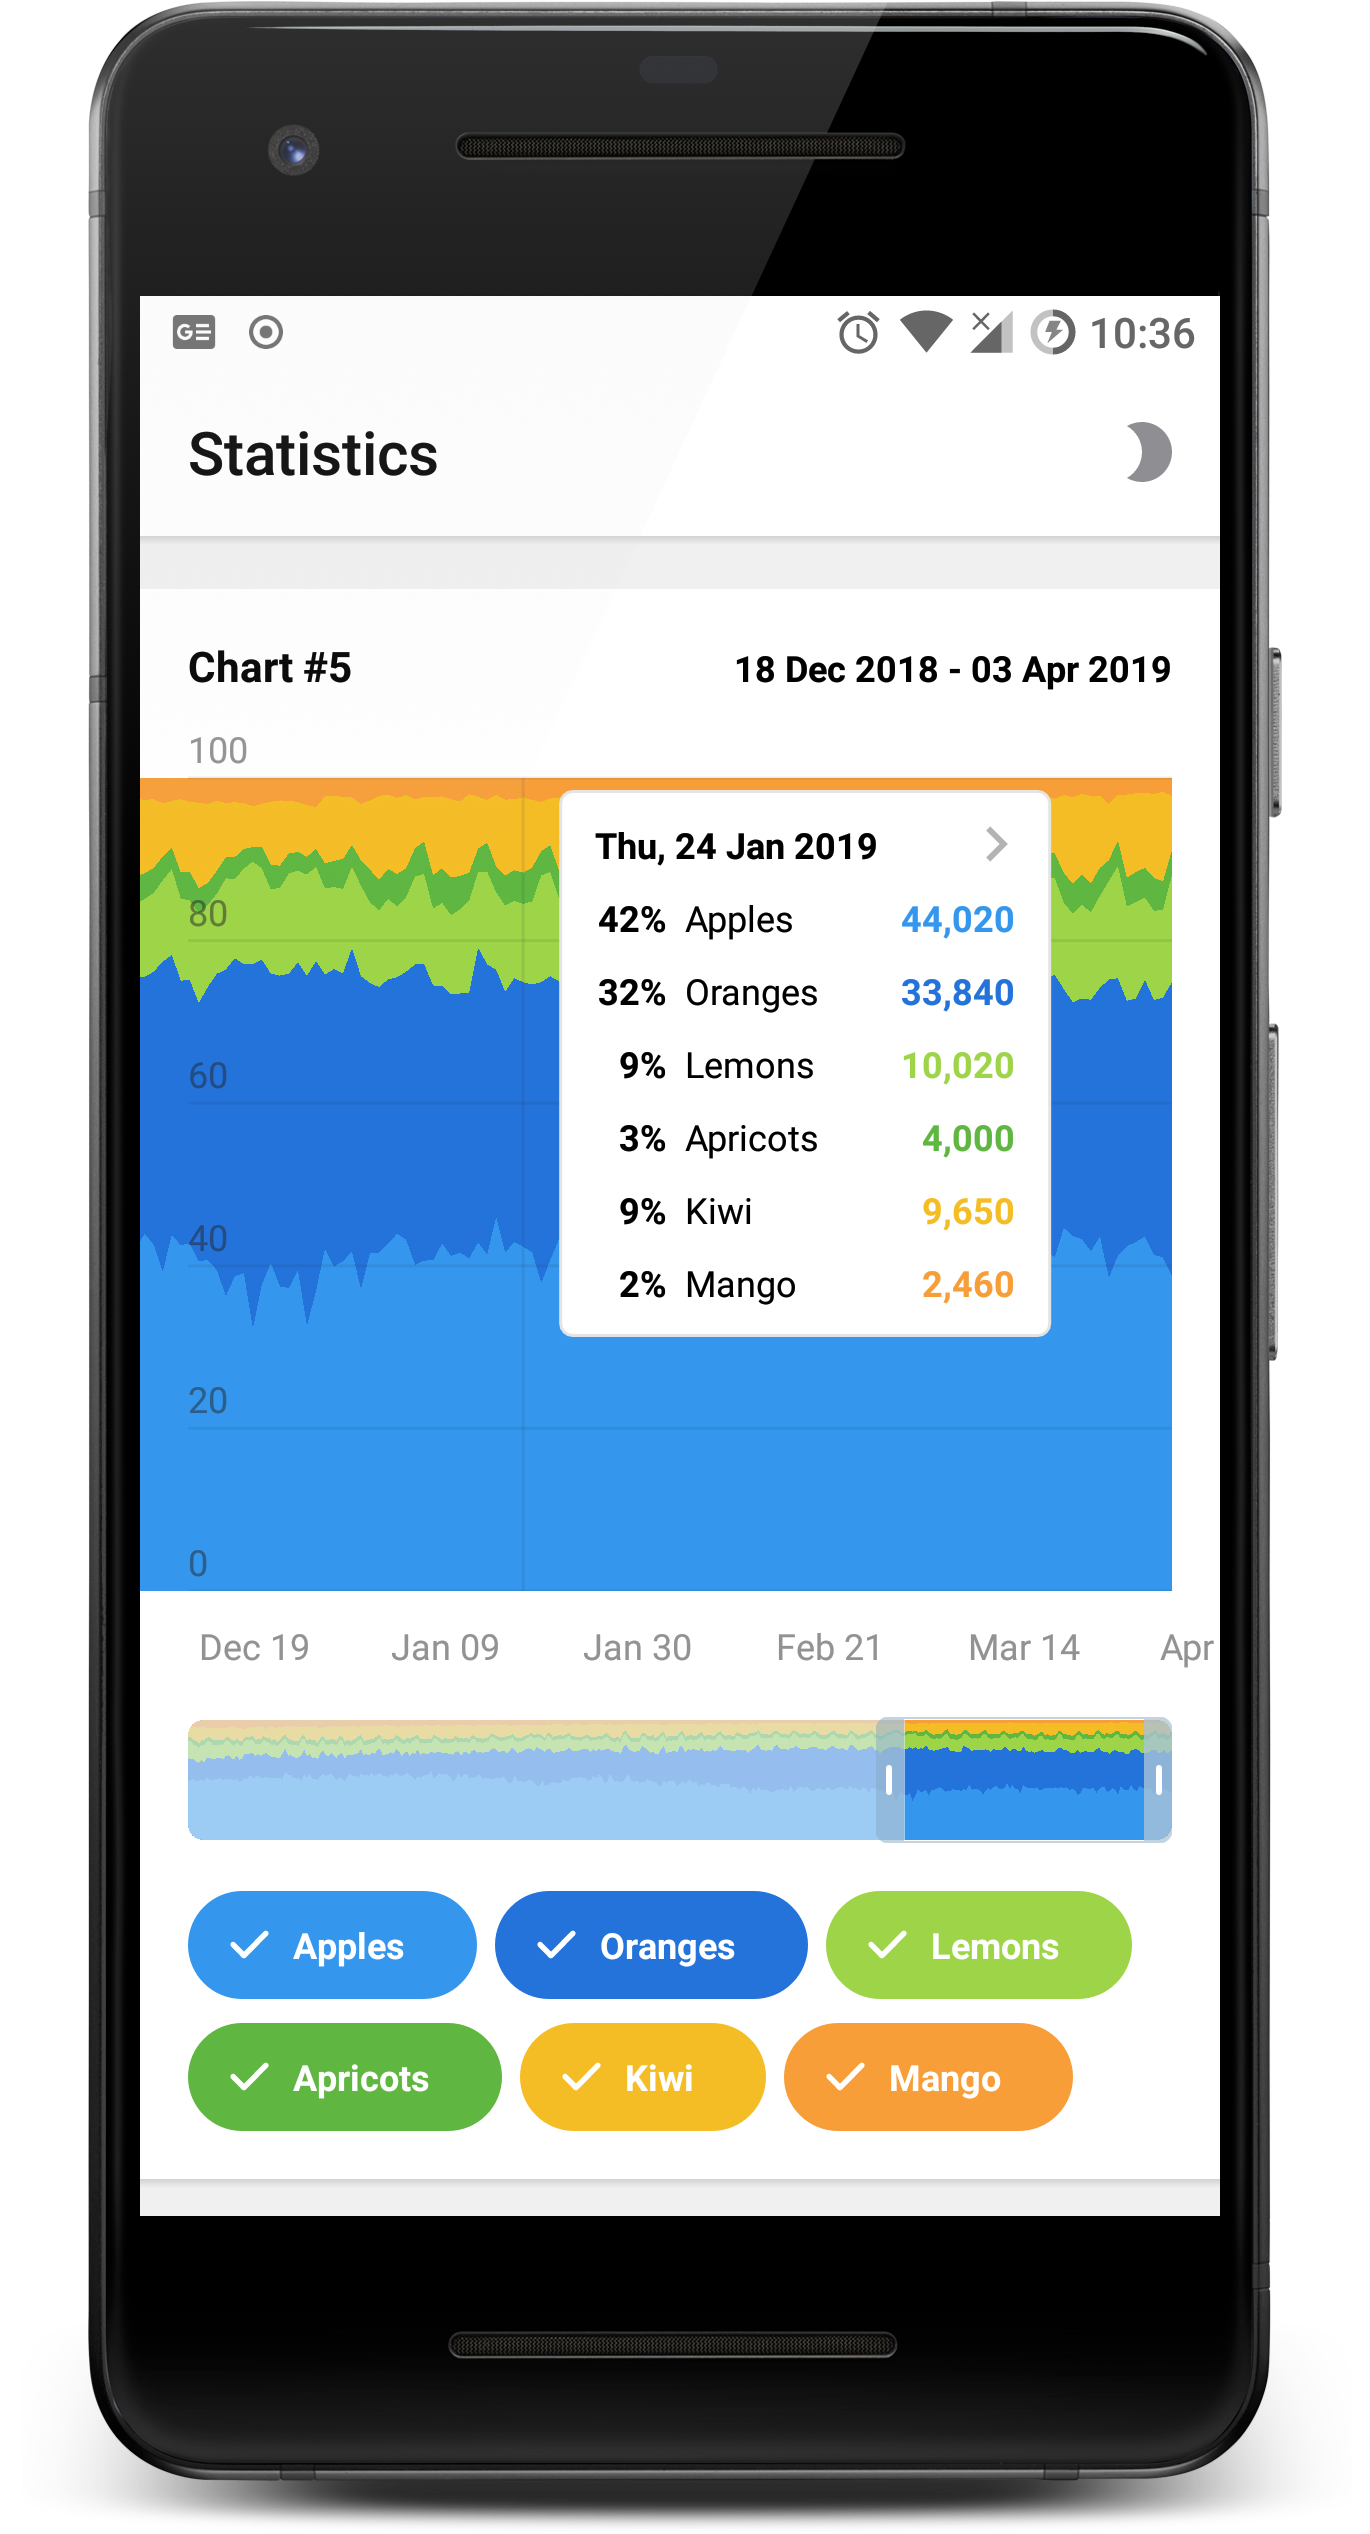 GE
10:36
Statistics
Chart #5
18 Dec 2018 - 03 Apr 2019
100
Thu, 24 Jan 2019
42% Apples 44,020
80
32% Oranges 33,840
60
9% Lemons 10,020
3% Apricots 4,000
40
9% Kiwi 9,650
2% Mango 2,460
20
0
Dec 19 Jan 09 Jan 30 Feb 21 Mar 14 Apr
Apples Oranges Lemons
Apricots Kiwi Mango